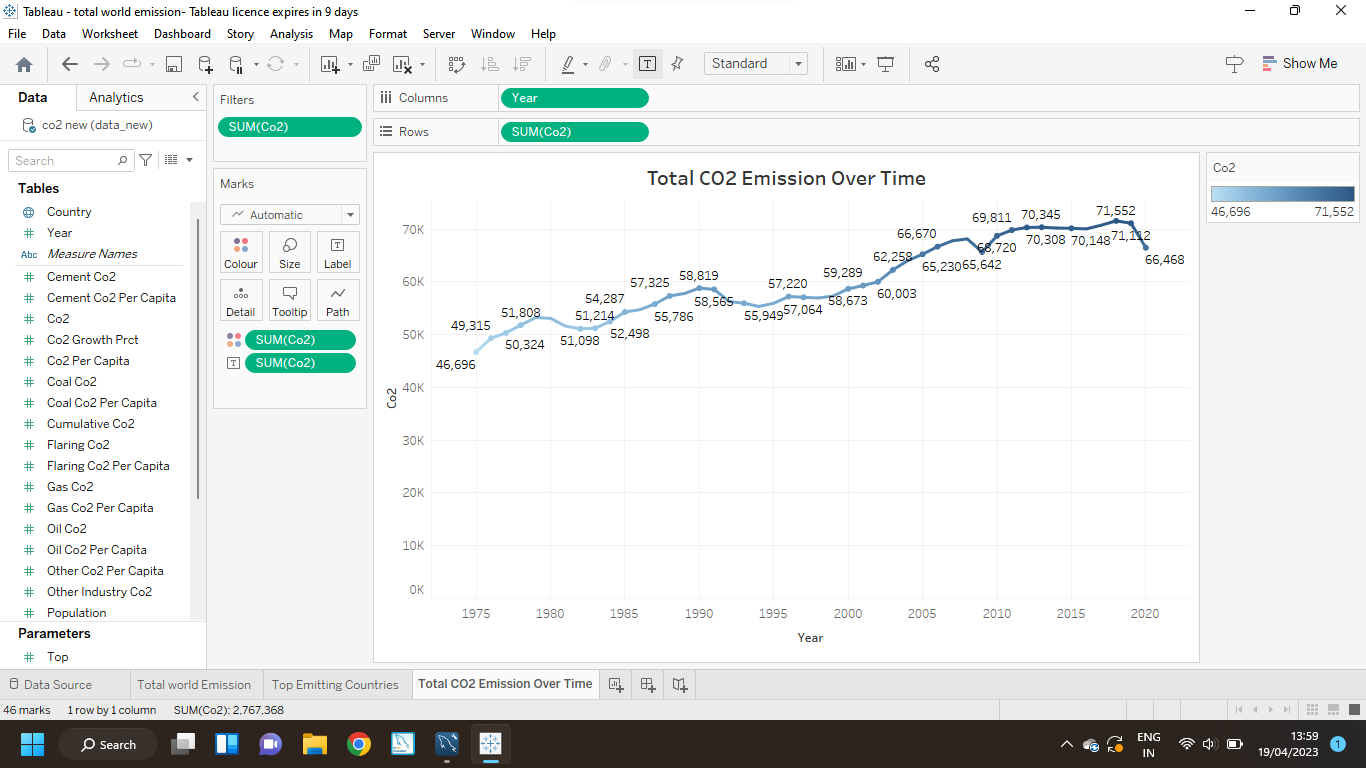 Tableau - total world emission- Tableau licence expires in 9 days
File Data Worksheet Dashboard Story Analysis Map Format Server Window Help
Standard
Show Me
Data Analytics
co2 new (data_new)
Search
Tables
Country
Year
Abc Measure Names
Cement Co2
Cement Co2 Per Capita
Co2
Co2 Growth Prct
Co2 Per Capita
Coal Co2
Coal Co2 Per Capita
Cumulative Co2
Flaring Co2
Flaring Co2 Per Capita
Gas Co2
Gas Co2 Per Capita
Oil Co2
Oil Co2 Per Capita
Other Co2 Per Capita
Other Industry Co2
Population
Parameters
Top
Filters
SUM(Co2)
Marks
Automatic
Colour Size Label
Detail Tooltip Path
SUM(Co2)
SUM(Co2)
Columns Year
Rows SUM(Co2)
Total CO2 Emission Over Time
Co2
70K
60K
50K
40K
30K
20K
10K
0K
46,696
49,315
50,324
51,808
51,098
51,214
54,287
52,498
57,325
55,786
58,819
58,565
55,949
57,220
57,064
59,289
58,673
60,003
62,258
66,670
65,230
65,642
69,811
68,720
70,345
70,308
70,148
71,552
71,112
66,468
1975 1980 1985 1990 1995 2000 2005 2010 2015 2020
Year
Co2
46,696 71,552
Data Source Total world Emission Top Emitting Countries Total CO2 Emission Over Time
46 marks 1 row by 1 column SUM(Co2): 2,767,368
Search
ENG
IN
13:59
19/04/2023
1